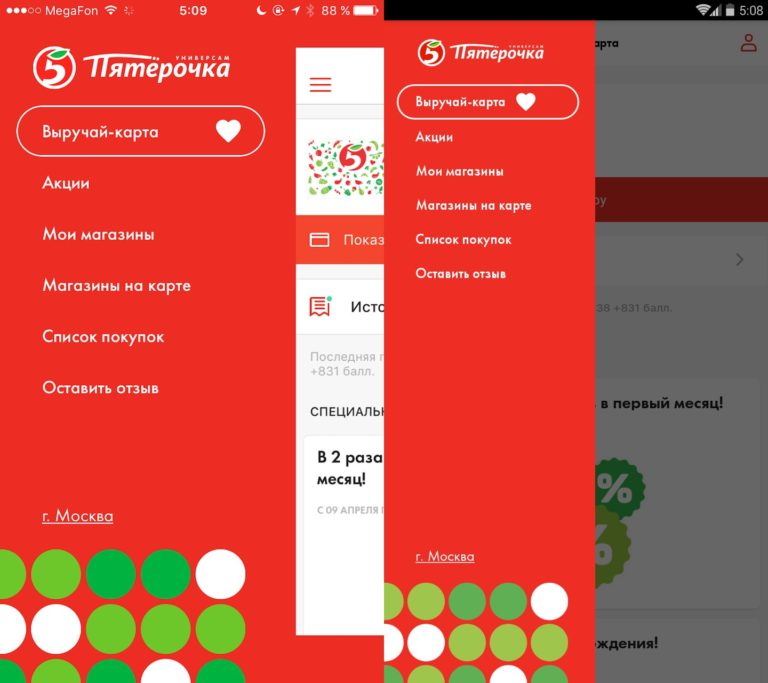 MegaFon
5:09
88 %
5 Пятёрочка
УНИВЕРСАМ
Выручай-карта
Акции
Мои магазины
Магазины на карте
Список покупок
Оставить отзыв
г. Москва
5
Показ
Исто
Последняя
+831 балл.
СПЕЦИАЛЬН
В 2 раза
месяц!
С 09 АПРЕЛЯ
5:08
5 Пятёрочка
УНИВЕРСАМ
Выручай-карта
Акции
Мои магазины
Магазины на карте
Список покупок
Оставить отзыв
г. Москва
арта
ру
38 +831 балл.
в первый месяц!
%
%
ждения!